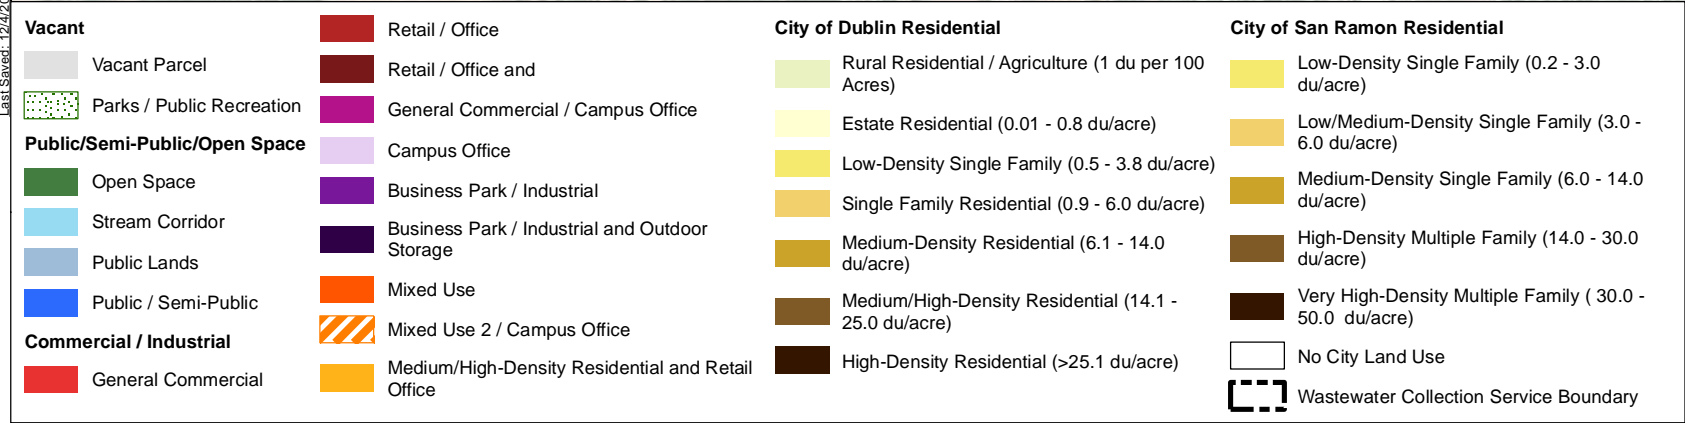 Last Saved: 12/4/20
Vacant
Vacant Parcel
Parks / Public Recreation
Public/Semi-Public/Open Space
Open Space
Stream Corridor
Public Lands
Public / Semi-Public
Commercial / Industrial
General Commercial
Retail / Office
Retail / Office and
General Commercial / Campus Office
Campus Office
Business Park / Industrial
Business Park / Industrial and Outdoor
Storage
Mixed Use
Mixed Use 2 / Campus Office
Medium/High-Density Residential and Retail
Office
City of Dublin Residential
Rural Residential / Agriculture (1 du per 100
Acres)
Estate Residential (0.01 - 0.8 du/acre)
Low-Density Single Family (0.5 - 3.8 du/acre)
Single Family Residential (0.9 - 6.0 du/acre)
Medium-Density Residential (6.1 - 14.0
du/acre)
Medium/High-Density Residential (14.1 -
25.0 du/acre)
High-Density Residential (>25.1 du/acre)
City of San Ramon Residential
Low-Density Single Family (0.2 - 3.0
du/acre)
Low/Medium-Density Single Family (3.0 -
6.0 du/acre)
Medium-Density Single Family (6.0 - 14.0
du/acre)
High-Density Multiple Family (14.0 - 30.0
du/acre)
Very High-Density Multiple Family ( 30.0 -
50.0 du/acre)
No City Land Use
Wastewater Collection Service Boundary